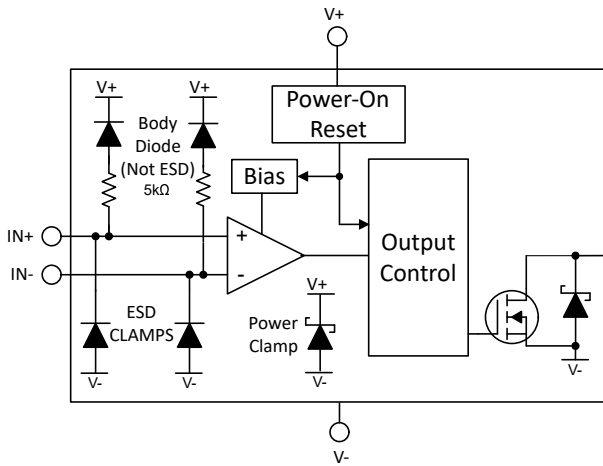 V+
V+
V+
Power-On
Reset
Body
Diode
(Not ESD)
5kΩ
Bias
IN+
+
IN-
-
Output
Control
V+
ESD
CLAMPS
Power
Clamp
V-
V-
V-
V-
V-